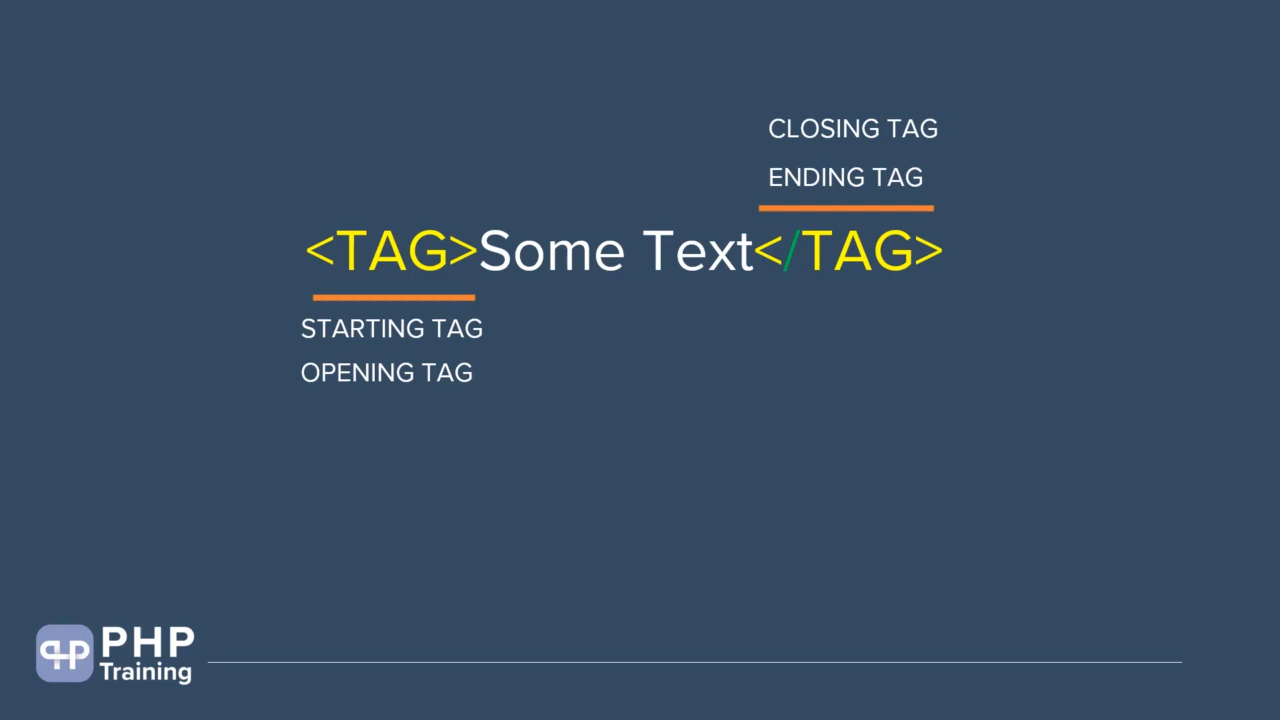 CLOSING TAG
ENDING TAG
<TAG>Some Text</TAG>
STARTING TAG
OPENING TAG
PHP
Training